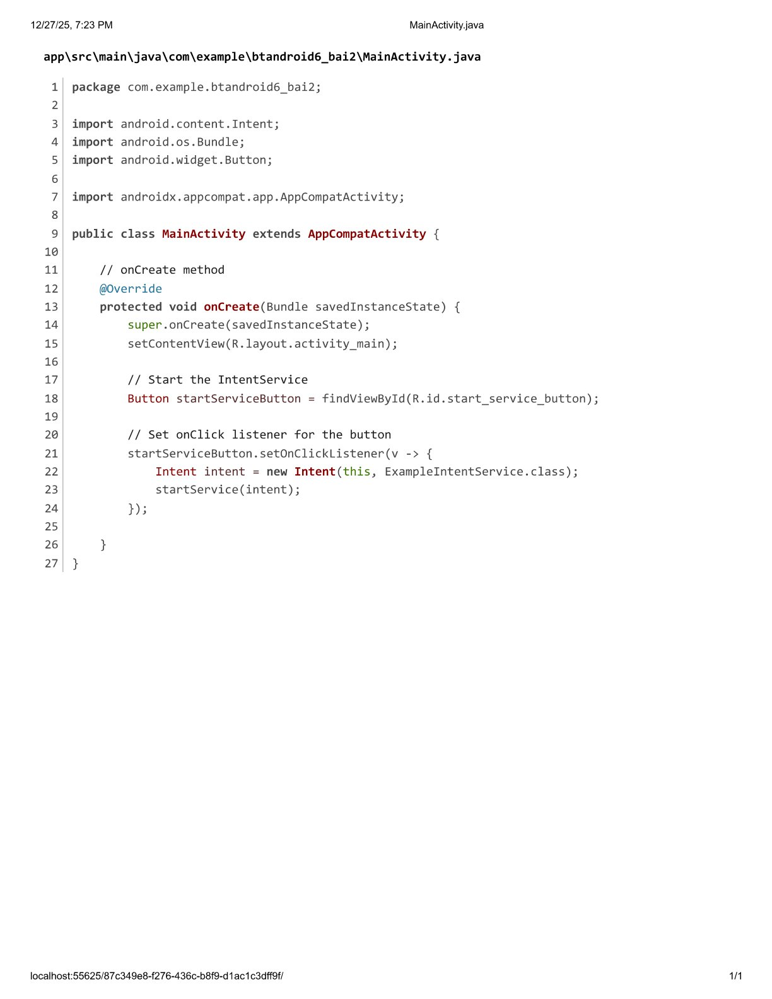 12/27/25, 7:23 PM MainActivity.java
app\src\main\java\com\example\btandroid6_bai2\MainActivity.java
1 package com.example.btandroid6_bai2;
2
3 import android.content.Intent;
4 import android.os.Bundle;
5 import android.widget.Button;
6
7 import androidx.appcompat.app.AppCompatActivity;
8
9 public class MainActivity extends AppCompatActivity {
10
11     // onCreate method
12     @Override
13     protected void onCreate(Bundle savedInstanceState) {
14         super.onCreate(savedInstanceState);
15         setContentView(R.layout.activity_main);
16
17         // Start the IntentService
18         Button startServiceButton = findViewById(R.id.start_service_button);
19
20         // Set onClick listener for the button
21         startServiceButton.setOnClickListener(v -> {
22             Intent intent = new Intent(this, ExampleIntentService.class);
23             startService(intent);
24         });
25
26     }
27 }
localhost:55625/87c349e8-f276-436c-b8f9-d1ac1c3dff9f/ 1/1